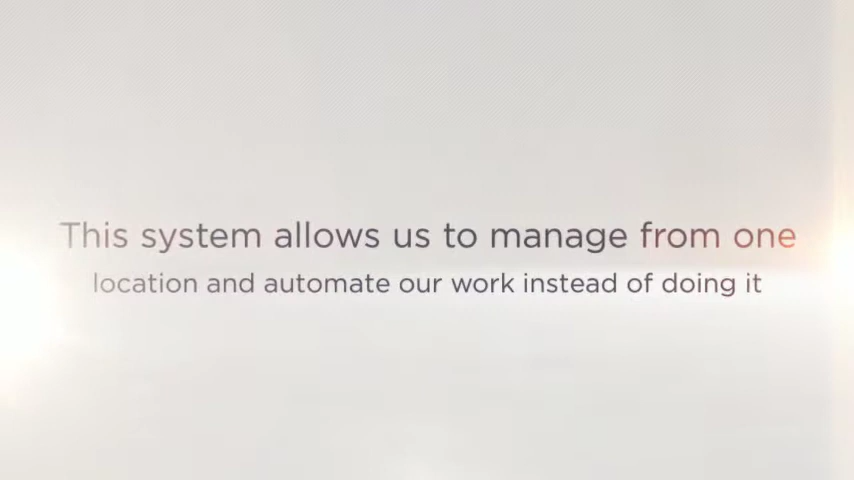 This system allows us to manage from one
location and automate our work instead of doing it